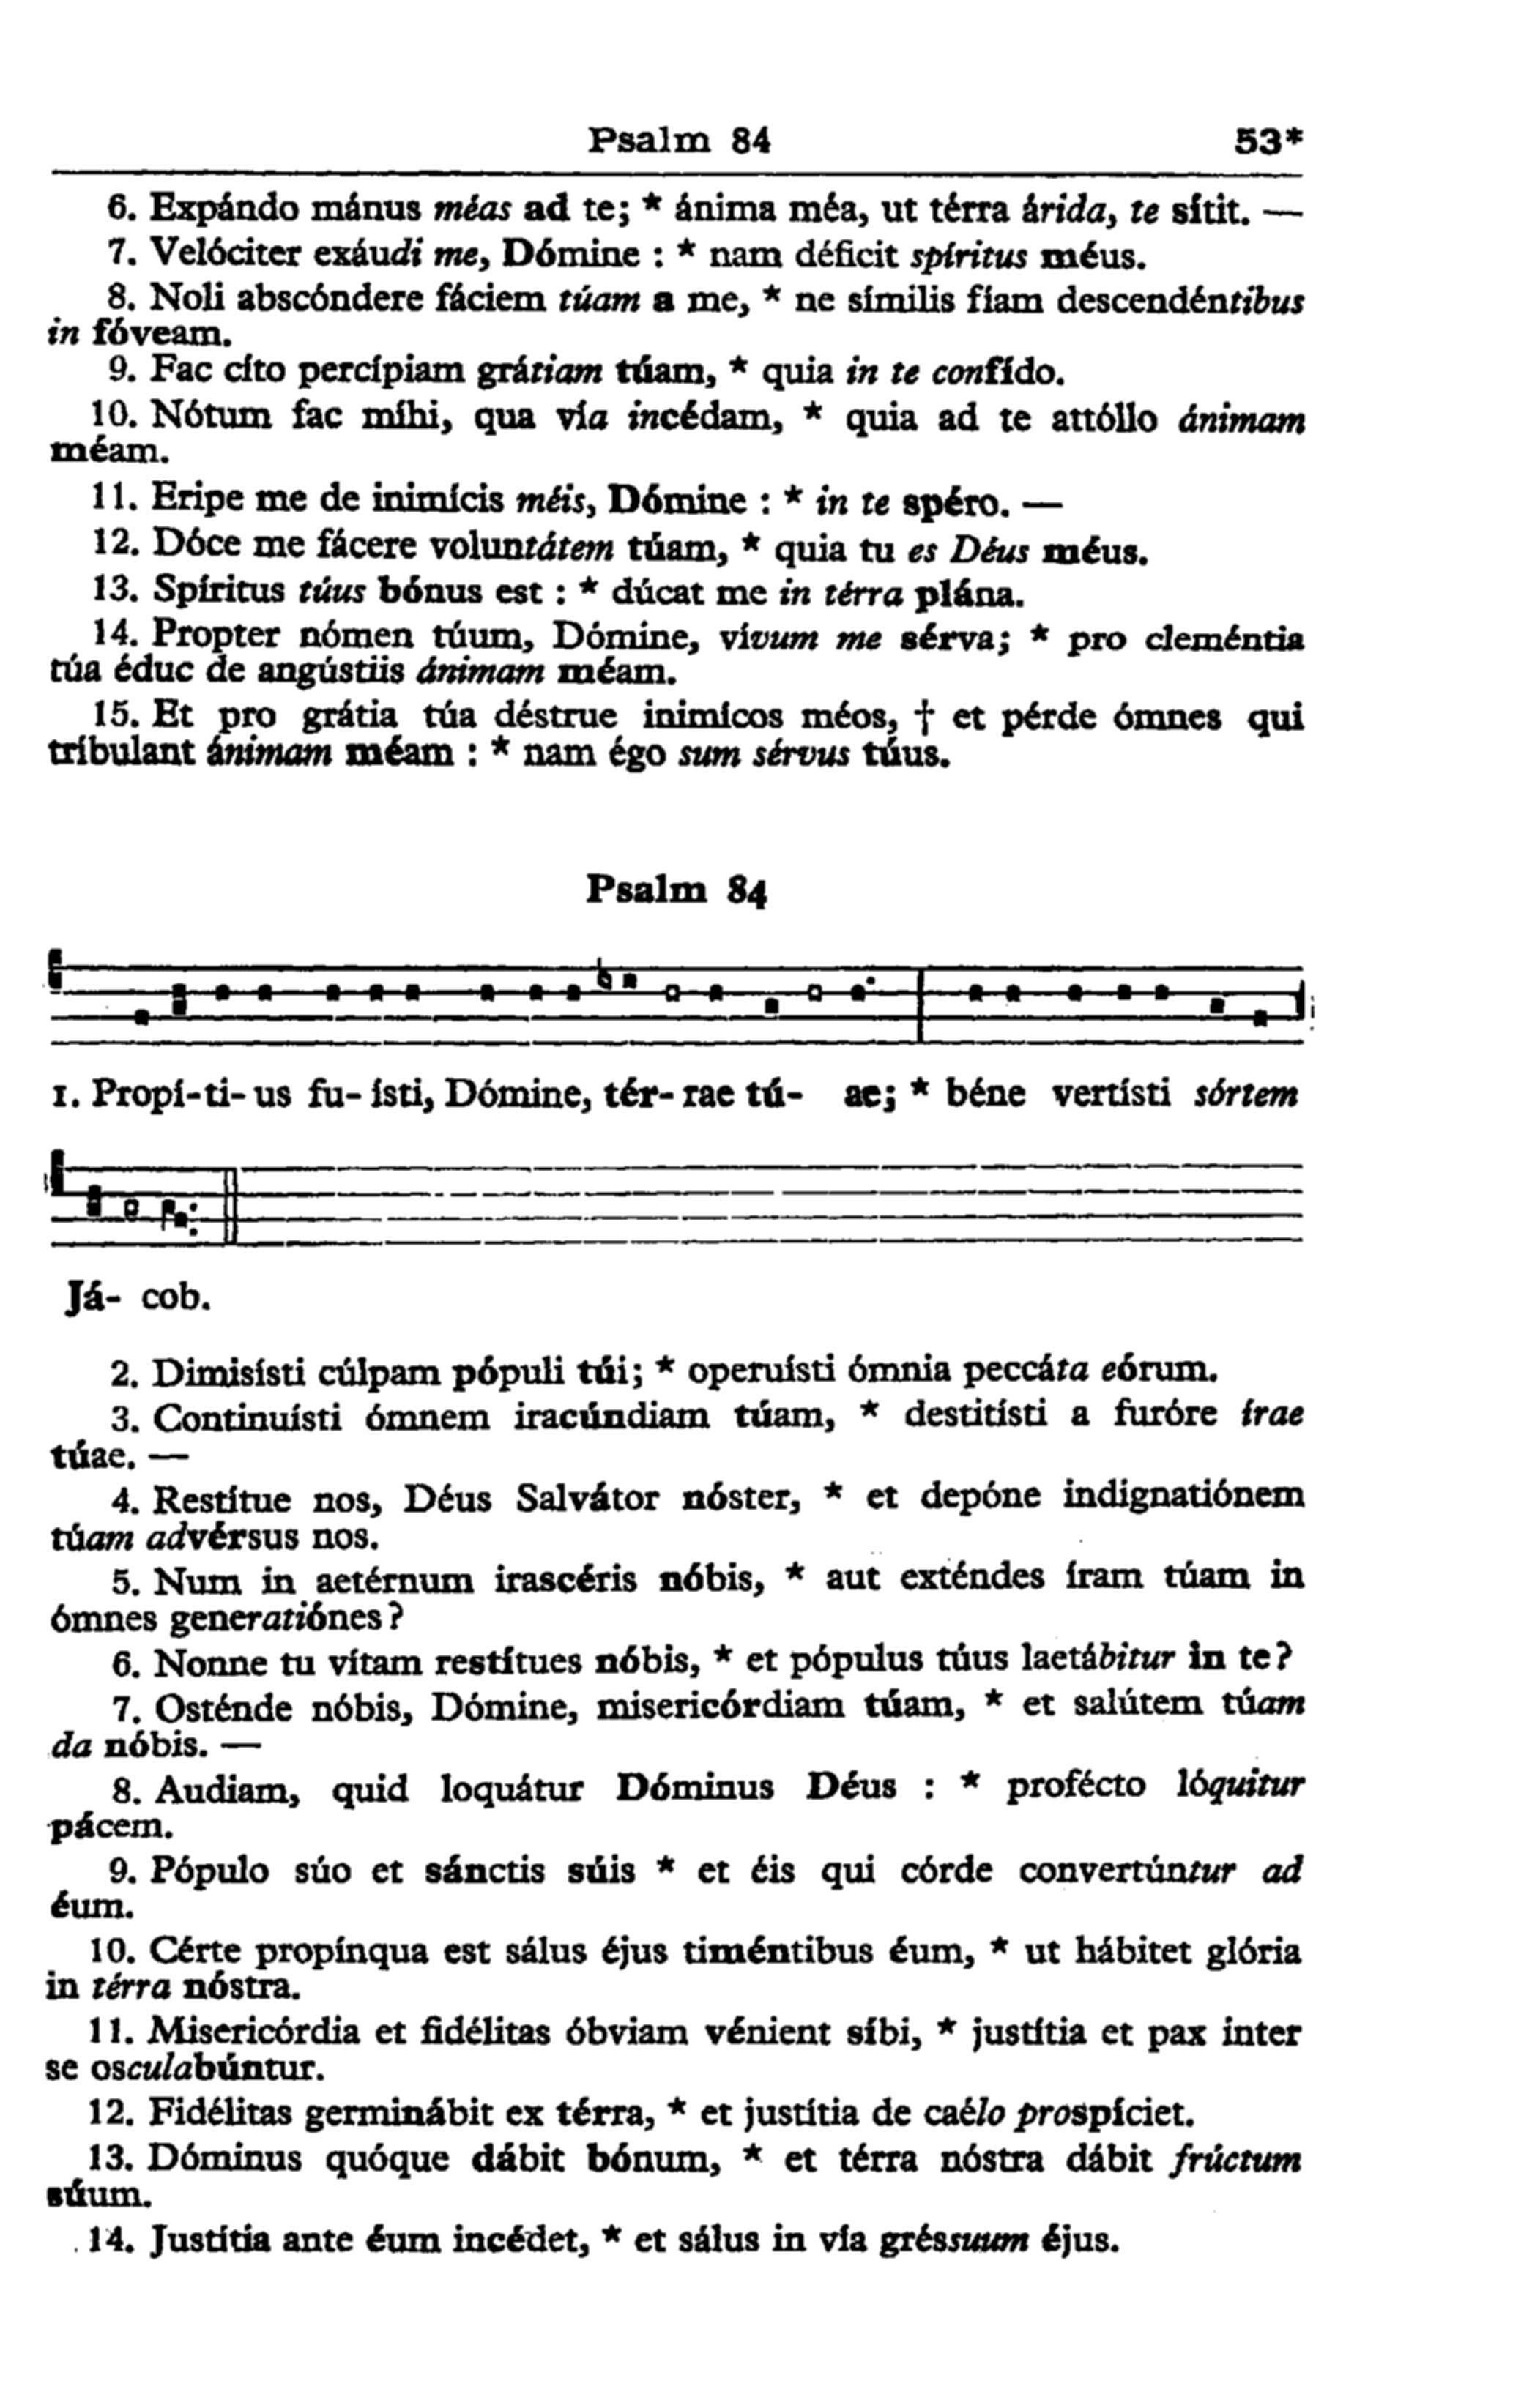 Psalm 84 53*
6. Expándo mánus méas ad te; * ánima méa, ut térra árida, te sítit. —
7. Velóciter exáudi me, Dómine : * nam déficit spíritus méus.
8. Noli abscóndere fáciem túam a me, * ne símilis fíam descendéntibus
in fóveam.
9. Fac cíto percípiam grátiam túam, * quia in te confído.
10. Nótum fac míhi, qua vía incédam, * quia ad te attóllo ánimam
méam.
11. Eripe me de inimícis méis, Dómine : * in te spéro. —
12. Dóce me fácere voluntátem túam, * quia tu es Déus méus.
13. Spíritus túus bónus est : * dúcat me in térra plána.
14. Propter nómen túum, Dómine, vívum me sérva; * pro cleméntia
túa éduc de angústiis ánimam méam.
15. Et pro grátia túa déstrue inimícos méos, † et pérde ómnes qui
tríbulant ánimam méam : * nam égo sum sérvus túus.
Psalm 84
1. Propí-ti-us fu-ísti, Dómine, tér-rae tú- ae; * béne vertísti sórtem
Já- cob.
2. Dimisísti cúlpam pópuli túi; * operuísti ómnia peccáta eórum.
3. Continuísti ómnem iracúndiam túam, * destitísti a furóre írae
túae. —
4. Restítue nos, Déus Salvátor nóster, * et depóne indignatiónem
túam advérsus nos.
5. Num in aetérnum irascéris nóbis, * aut exténdes íram túam in
ómnes generatiónes?
6. Nonne tu vítam restítues nóbis, * et pópulus túus laetábitur in te?
7. Osténde nóbis, Dómine, misericórdiam túam, * et salútem túam
da nóbis. —
8. Audiam, quid loquátur Dóminus Déus : * profécto lóquitur
pácem.
9. Pópulo súo et sánctis súis * et éis qui córde convertúntur ad
éum.
10. Cérte propínqua est sálus éjus timéntibus éum, * ut hábitet glória
in térra nóstra.
11. Misericórdia et fidélitas óbviam vénient síbi, * justítia et pax inter
se osculabúntur.
12. Fidélitas germinábit ex térra, * et justítia de caélo prospíciet.
13. Dóminus quóque dábit bónum, * et térra nóstra dábit frúctum
súum.
14. Justítia ante éum incédet, * et sálus in vía gréssuum éjus.